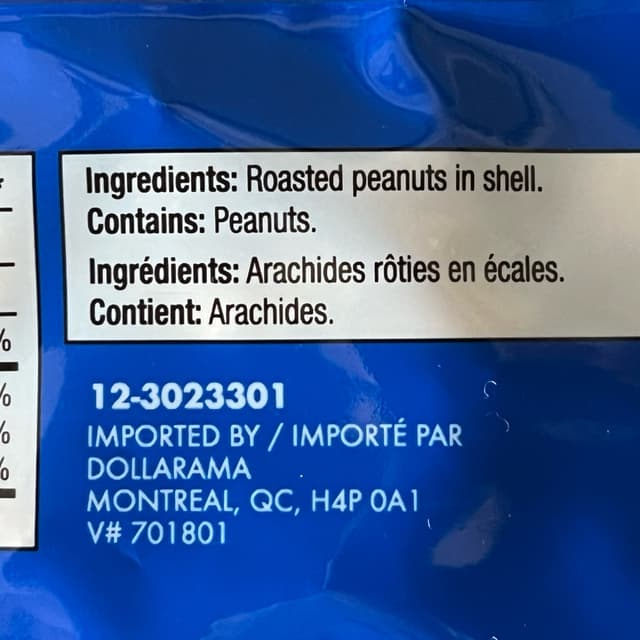 Ingredients: Roasted peanuts in shell.
Contains: Peanuts.
Ingrédients: Arachides rôties en écales.
Contient: Arachides.
%
%
%
%
12-3023301
IMPORTED BY / IMPORTÉ PAR
DOLLARAMA
MONTREAL, QC, H4P 0A1
V# 701801